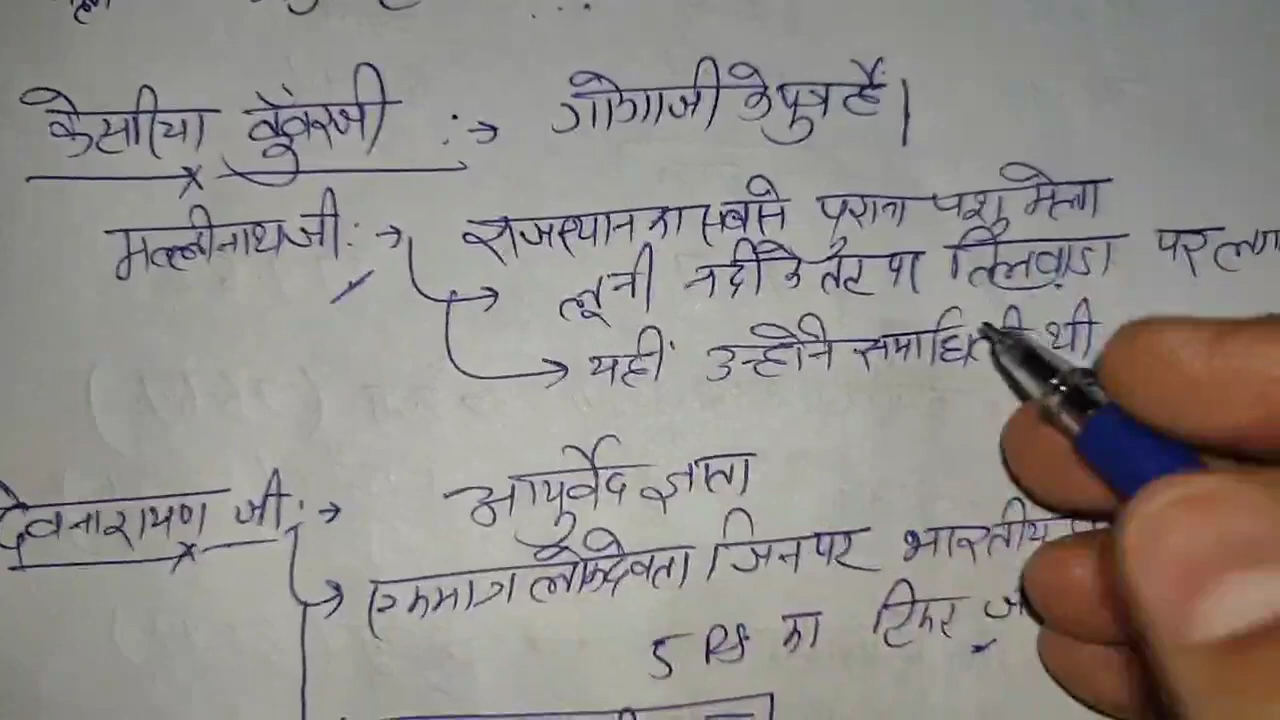 केसरीया कुँवरजी :→ गोगाजी के पुत्र है।
मल्लीनाथजी :→ राजस्थान का सबसे पुराना पशु मेला
→ लूनी नदी के तट पर तिलवाड़ा पर
→ यहीं उन्होने समाधि ली थी
देवनारायण जी :→ आयुर्वेद ज्ञाता
→ एकमात्र लोकदेवता जिन पर भारतीय
5 Rs का टिकट